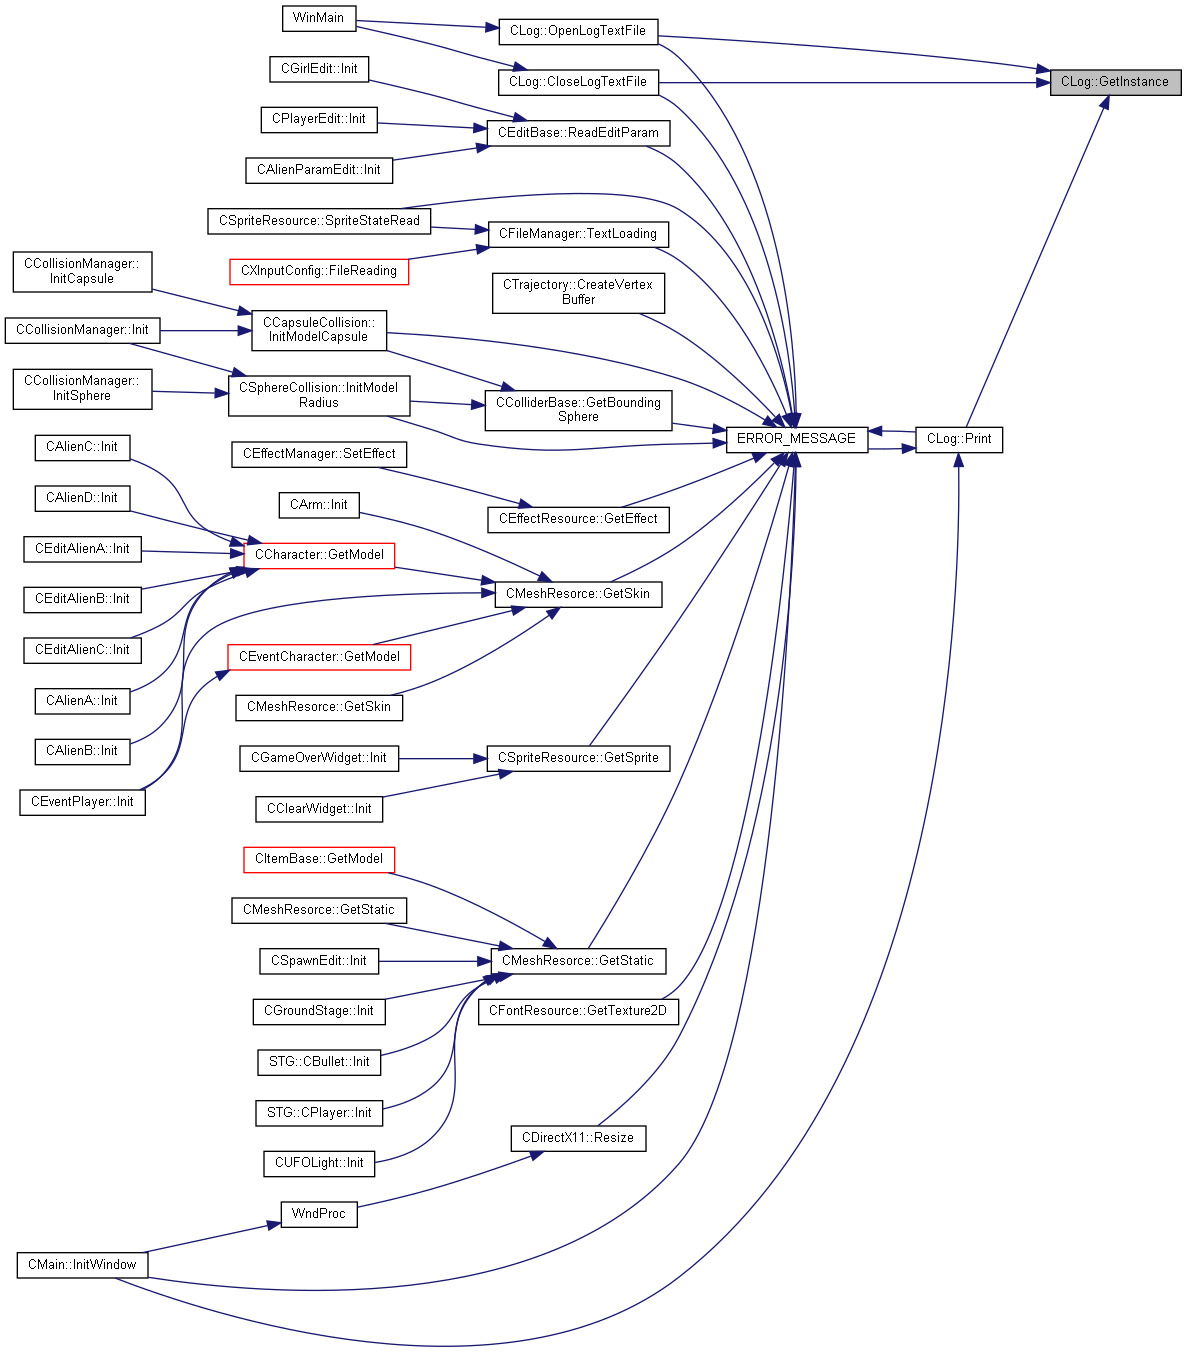 WinMain
CLog::OpenLogTextFile
CGirlEdit::Init
CLog::CloseLogTextFile
CLog::GetInstance
CPlayerEdit::Init
CEditBase::ReadEditParam
CAlienParamEdit::Init
CSpriteResource::SpriteStateRead
CFileManager::TextLoading
CXInputConfig::FileReading
CCollisionManager::
InitCapsule
CTrajectory::CreateVertex
Buffer
CCollisionManager::Init
CCapsuleCollision::
InitModelCapsule
CCollisionManager::
InitSphere
CSphereCollision::InitModel
Radius
CColliderBase::GetBounding
Sphere
ERROR_MESSAGE
CLog::Print
CAlienC::Init
CEffectManager::SetEffect
CAlienD::Init
CArm::Init
CEffectResource::GetEffect
CEditAlienA::Init
CCharacter::GetModel
CEditAlienB::Init
CMeshResorce::GetSkin
CEditAlienC::Init
CEventCharacter::GetModel
CAlienA::Init
CMeshResorce::GetSkin
CAlienB::Init
CGameOverWidget::Init
CSpriteResource::GetSprite
CEventPlayer::Init
CClearWidget::Init
CItemBase::GetModel
CMeshResorce::GetStatic
CSpawnEdit::Init
CMeshResorce::GetStatic
CGroundStage::Init
CFontResource::GetTexture2D
STG::CBullet::Init
STG::CPlayer::Init
CDirectX11::Resize
CUFOLight::Init
WndProc
CMain::InitWindow